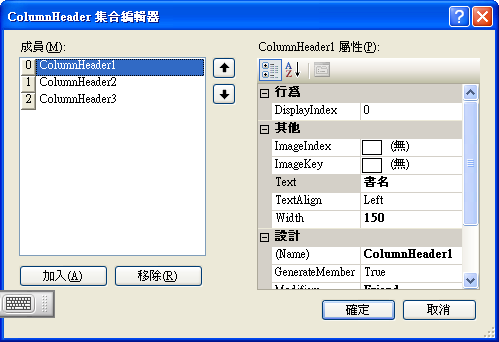 ColumnHeader 集合編輯器
成員(M):
0 ColumnHeader1
1 ColumnHeader2
2 ColumnHeader3
加入(A)
移除(R)
ColumnHeader1 屬性(P):
行為
DisplayIndex 0
其他
ImageIndex (無)
ImageKey (無)
Text 書名
TextAlign Left
Width 150
設計
(Name) ColumnHeader1
GenerateMember True
Modifiers Friend
確定
取消